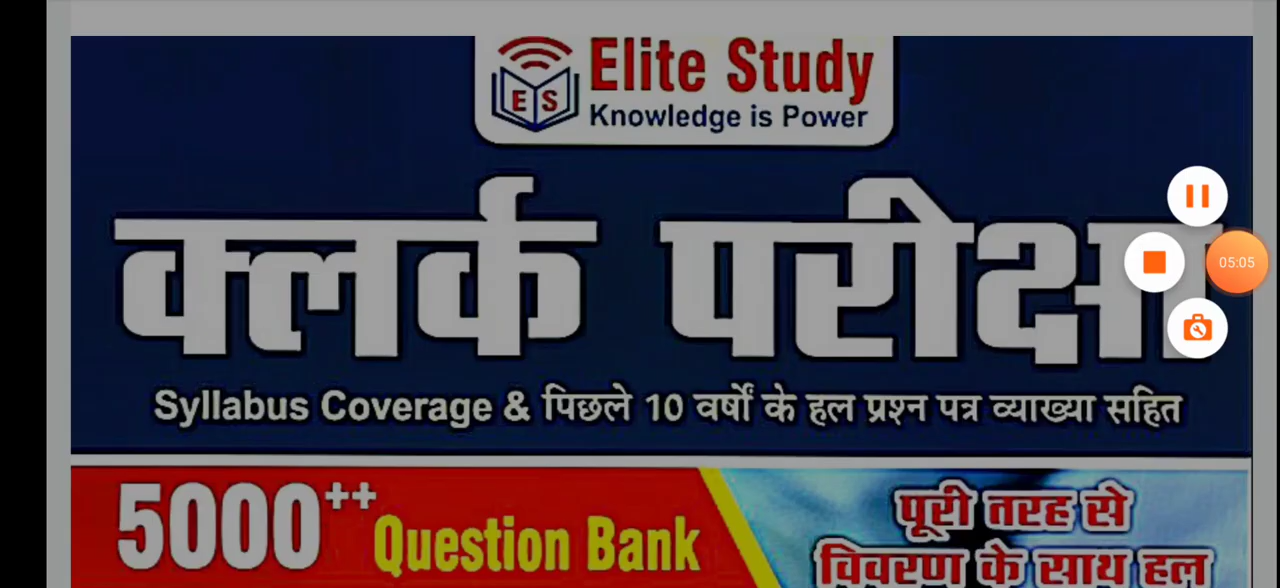 Elite Study
E S
Knowledge is Power
क्लर्क परीक्षा
05:05
Syllabus Coverage & पिछले 10 वर्षों के हल प्रश्न पत्र व्याख्या सहित
5000++ Question Bank
पूरी तरह से
विवरण के साथ हल